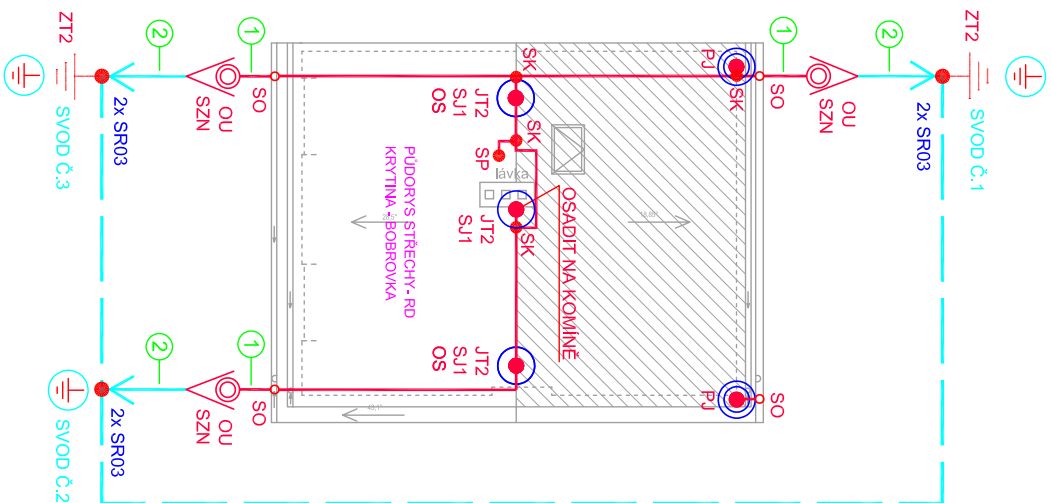 ZT2
SVOD Č.3
2
1
2x SR03
OU
SZN
SO
SK
JT2
SJ1
OS
SK
SP
lávka
PJ
SK
SO
1
2
OU
SZN
2x SR03
ZT2
SVOD Č.1
OSADIT NA KOMÍNĚ
JT2
SJ1
SK
PŮDORYS STŘECHY- RD
KRYTINA - BOBROVKA
JT2
SJ1
OS
PJ
SO
2
1
SO
OU
SZN
2x SR03
SVOD Č.2